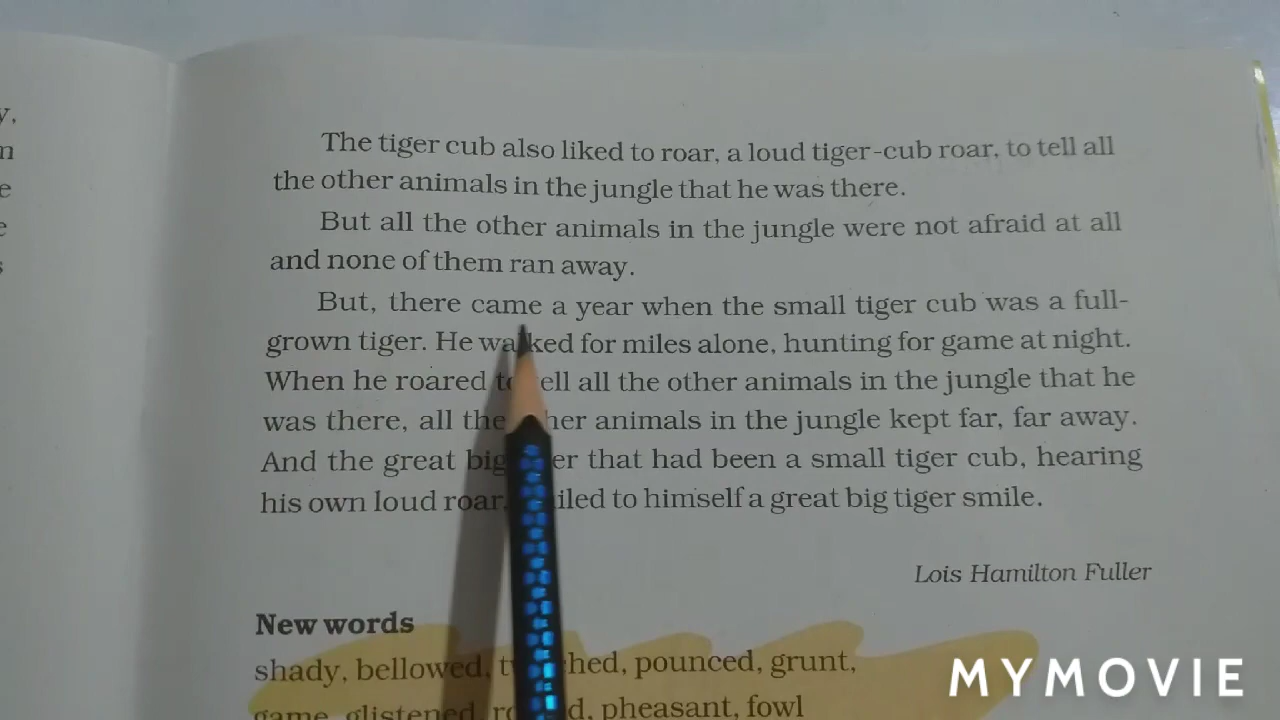 y,
n
e
e
s
The tiger cub also liked to roar, a loud tiger-cub roar, to tell all
the other animals in the jungle that he was there.
But all the other animals in the jungle were not afraid at all
and none of them ran away.
But, there came a year when the small tiger cub was a full-
grown tiger. He walked for miles alone, hunting for game at night.
When he roared to tell all the other animals in the jungle that he
was there, all the other animals in the jungle kept far, far away.
And the great big tiger that had been a small tiger cub, hearing
his own loud roar, smiled to himself a great big tiger smile.
Lois Hamilton Fuller
New words
shady, bellowed, twitched, pounced, grunt,
game, glistened, pheasant, fowl
MYMOVIE